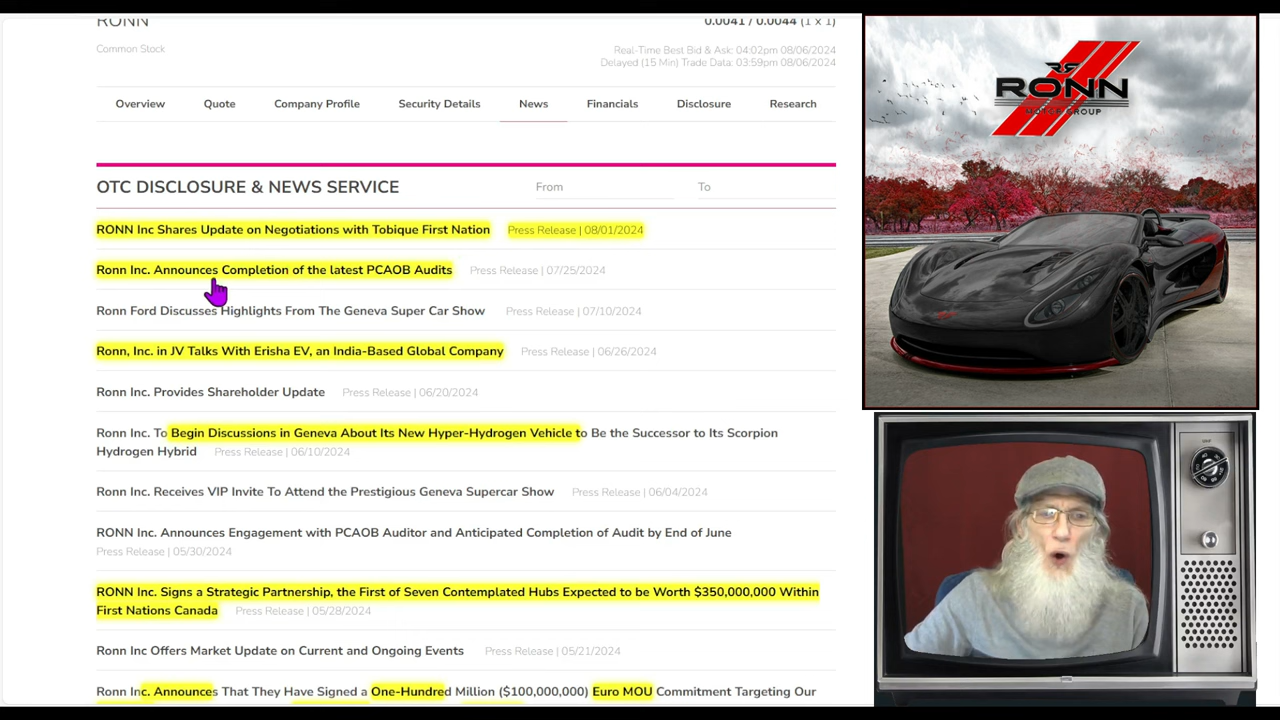 RONN
0.0041 / 0.0044 (1 x 1)
Common Stock
Real-Time Best Bid & Ask: 04:02pm 08/06/2024
Delayed (15 Min) Trade Data: 03:59pm 08/06/2024
Overview Quote Company Profile Security Details News Financials Disclosure Research
OTC DISCLOSURE & NEWS SERVICE From To
RONN Inc Shares Update on Negotiations with Tobique First Nation Press Release | 08/01/2024
Ronn Inc. Announces Completion of the latest PCAOB Audits Press Release | 07/25/2024
Ronn Ford Discusses Highlights From The Geneva Super Car Show Press Release | 07/10/2024
Ronn, Inc. in JV Talks With Erisha EV, an India-Based Global Company Press Release | 06/26/2024
Ronn Inc. Provides Shareholder Update Press Release | 06/20/2024
Ronn Inc. To Begin Discussions in Geneva About Its New Hyper-Hydrogen Vehicle to Be the Successor to Its Scorpion
Hydrogen Hybrid Press Release | 06/10/2024
Ronn Inc. Receives VIP Invite To Attend the Prestigious Geneva Supercar Show Press Release | 06/04/2024
RONN Inc. Announces Engagement with PCAOB Auditor and Anticipated Completion of Audit by End of June
Press Release | 05/30/2024
RONN Inc. Signs a Strategic Partnership, the First of Seven Contemplated Hubs Expected to be Worth $350,000,000 Within
First Nations Canada Press Release | 05/28/2024
Ronn Inc Offers Market Update on Current and Ongoing Events Press Release | 05/21/2024
Ronn Inc. Announces That They Have Signed a One-Hundred Million ($100,000,000) Euro MOU Commitment Targeting Our
RONN
MOTOR GROUP